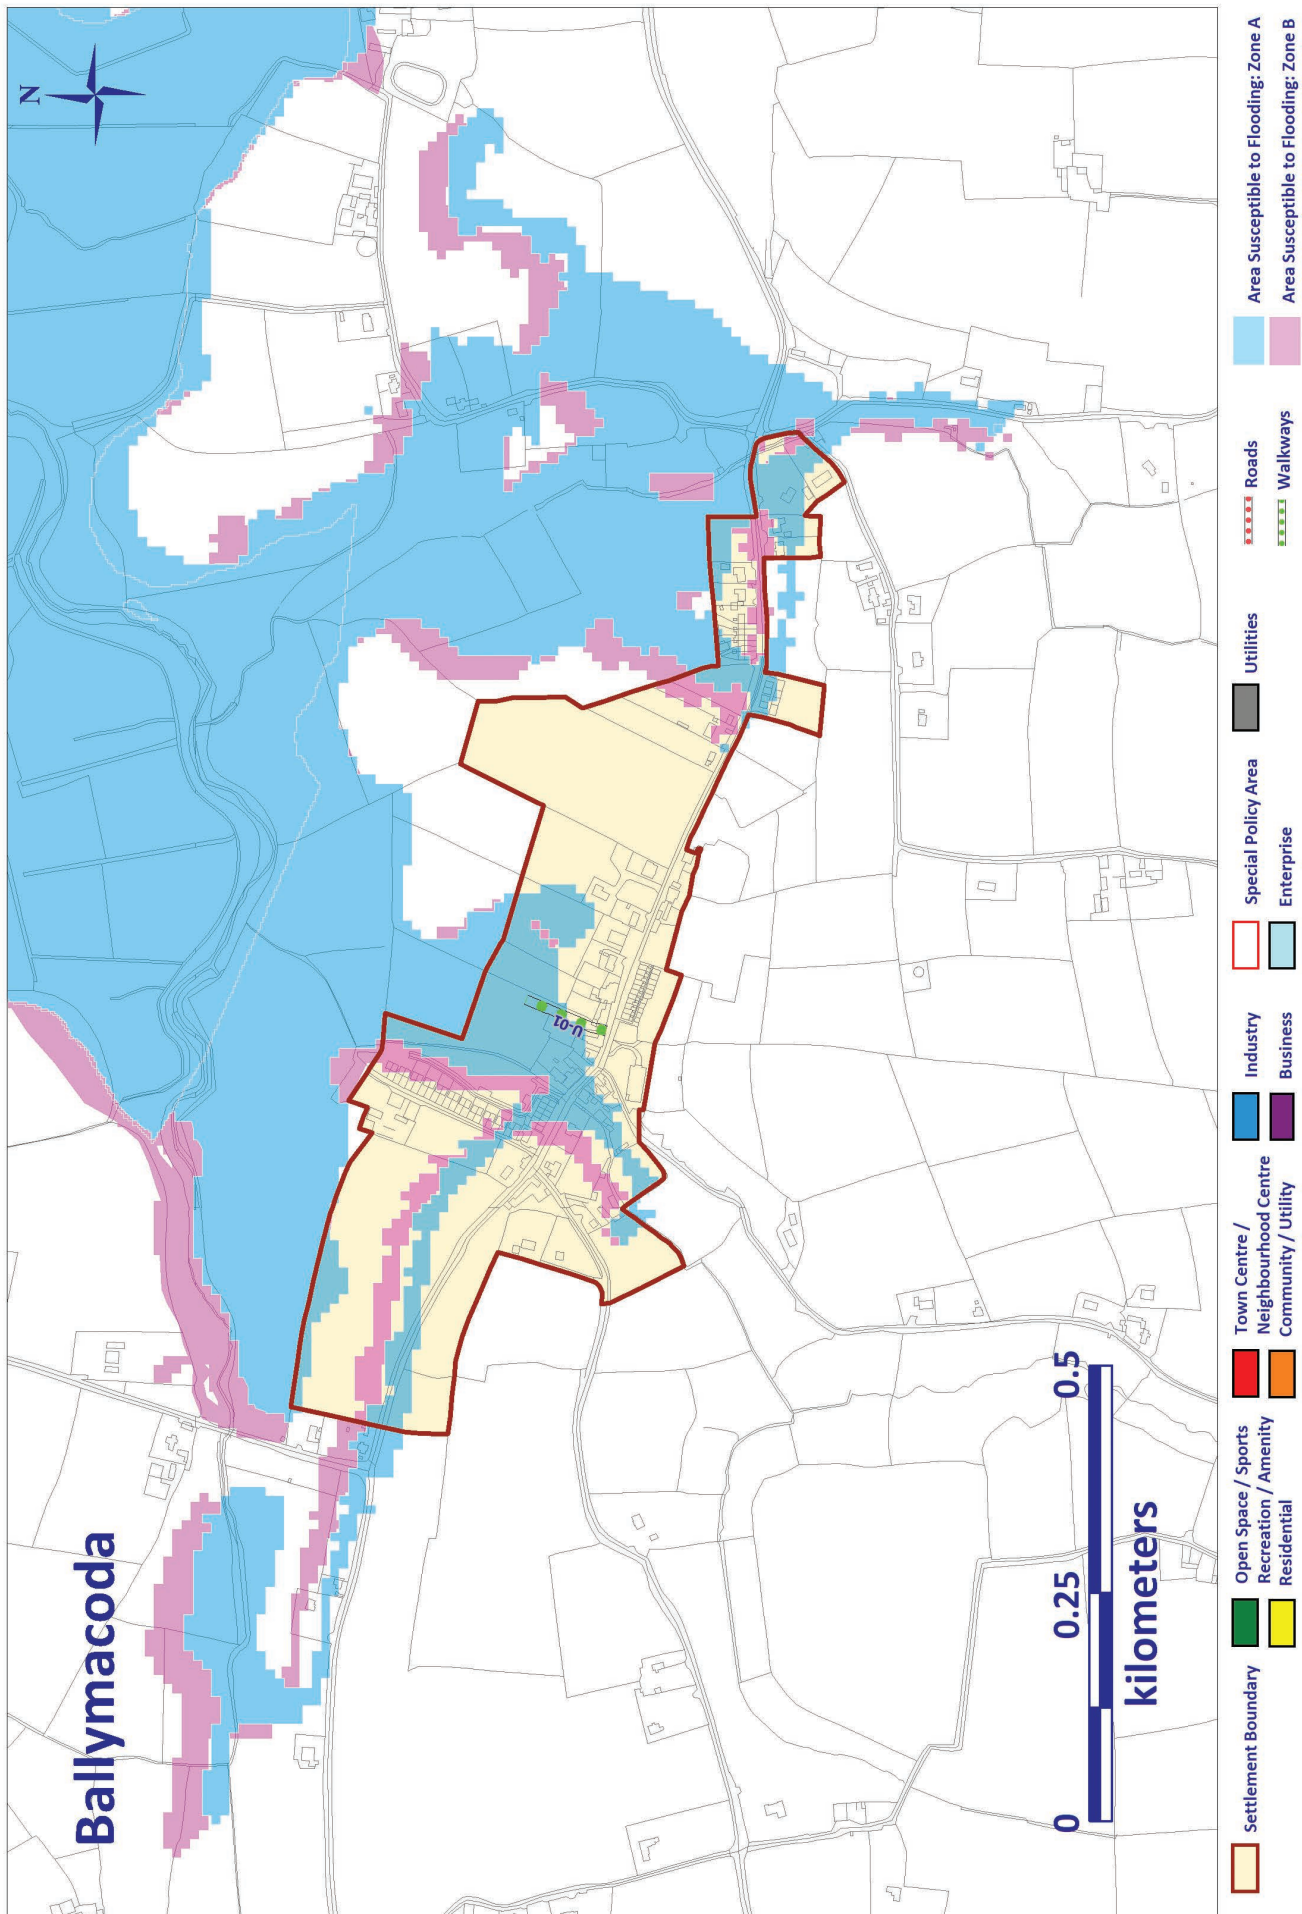 Ballymacoda
N
U-01
0 0.25 0.5
kilometers
Settlement Boundary
Open Space / Sports
Recreation / Amenity
Residential
Town Centre /
Neighbourhood Centre
Community / Utility
Industry
Business
Special Policy Area
Enterprise
Utilities
Roads
Walkways
Area Susceptible to Flooding: Zone A
Area Susceptible to Flooding: Zone B